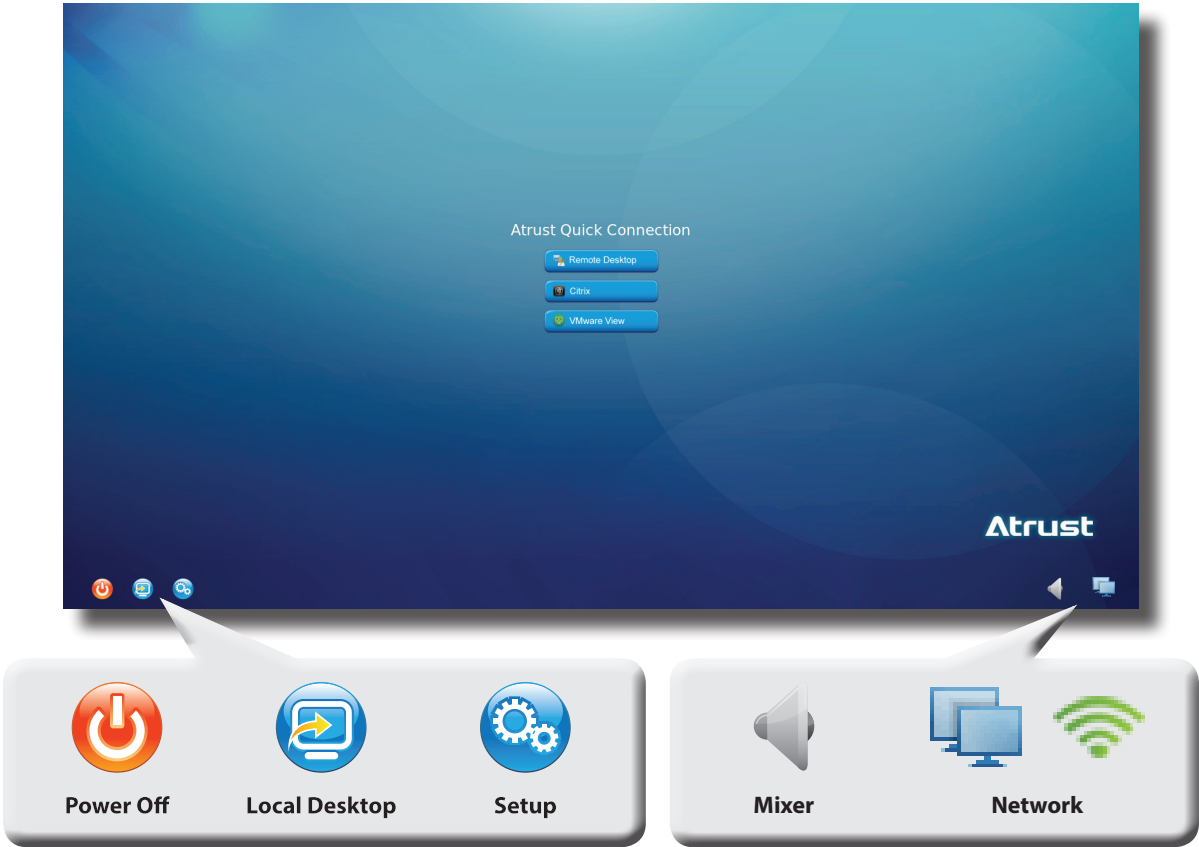 Atrust Quick Connection
Remote Desktop
Citrix
VMware View
Atrust
Power Off
Local Desktop
Setup
Mixer
Network